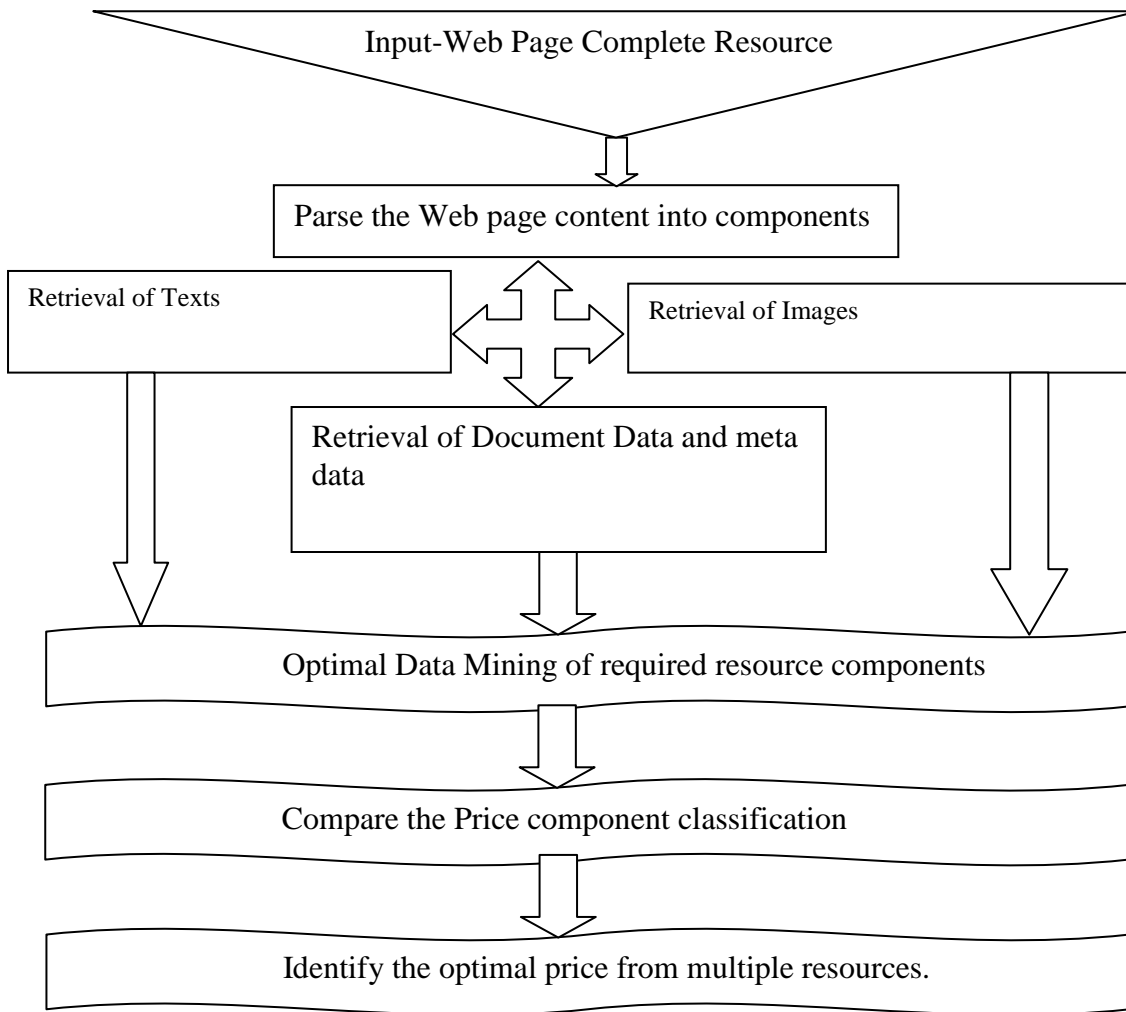 Input-Web Page Complete Resource
Parse the Web page content into components
Retrieval of Texts
Retrieval of Images
Retrieval of Document Data and meta
data
Optimal Data Mining of required resource components
Compare the Price component classification
Identify the optimal price from multiple resources.